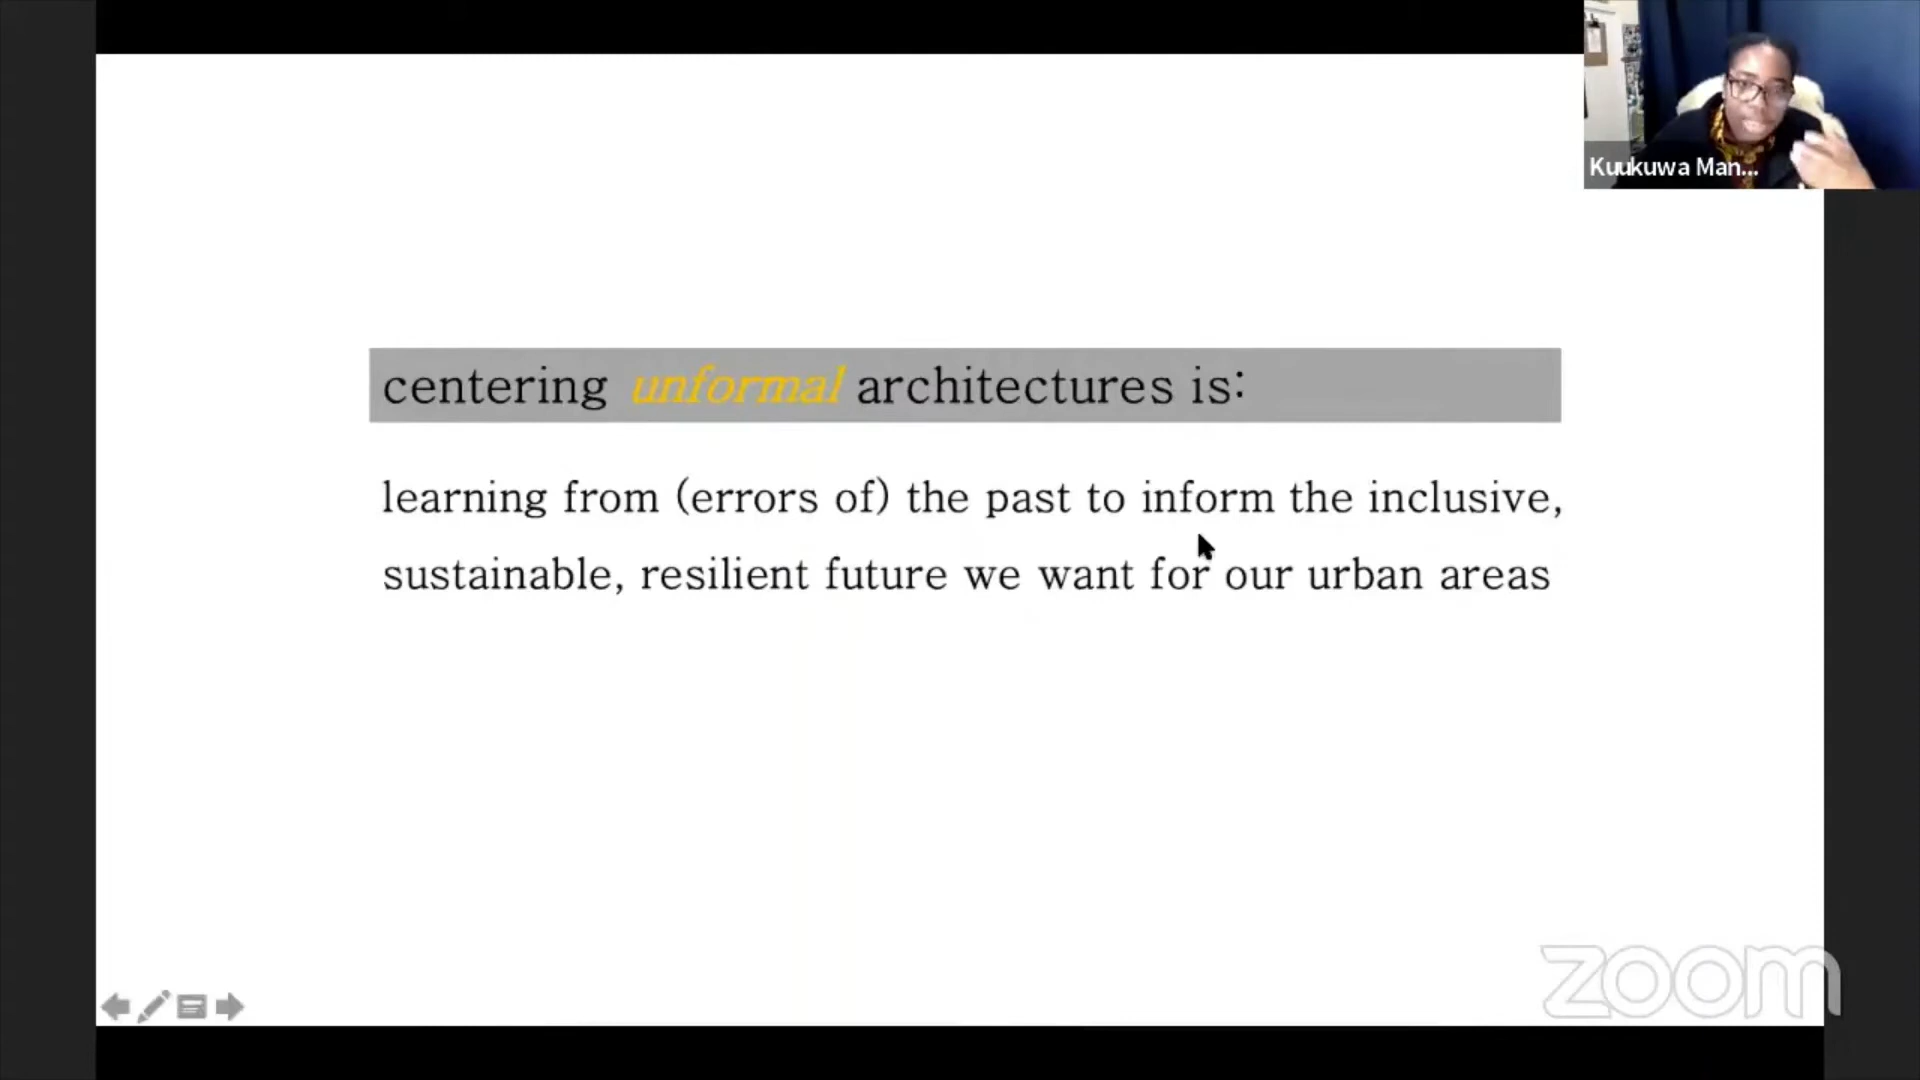 Kuukuwa Man...
centering unformal architectures is:
learning from (errors of) the past to inform the inclusive,
sustainable, resilient future we want for our urban areas
zoom